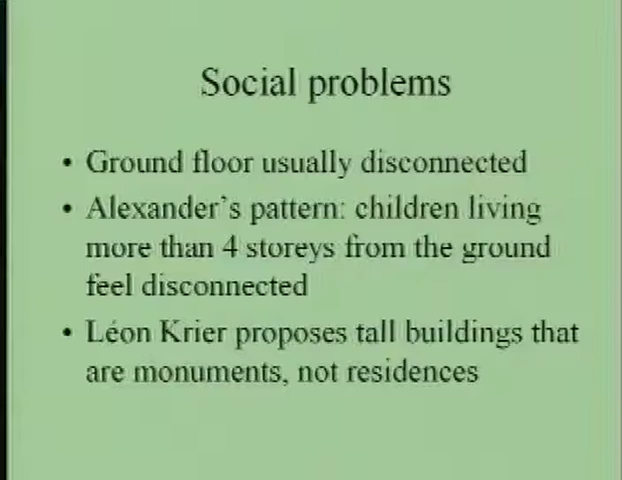 Social problems
• Ground floor usually disconnected
• Alexander's pattern: children living
more than 4 storeys from the ground
feel disconnected
• Léon Krier proposes tall buildings that
are monuments, not residences